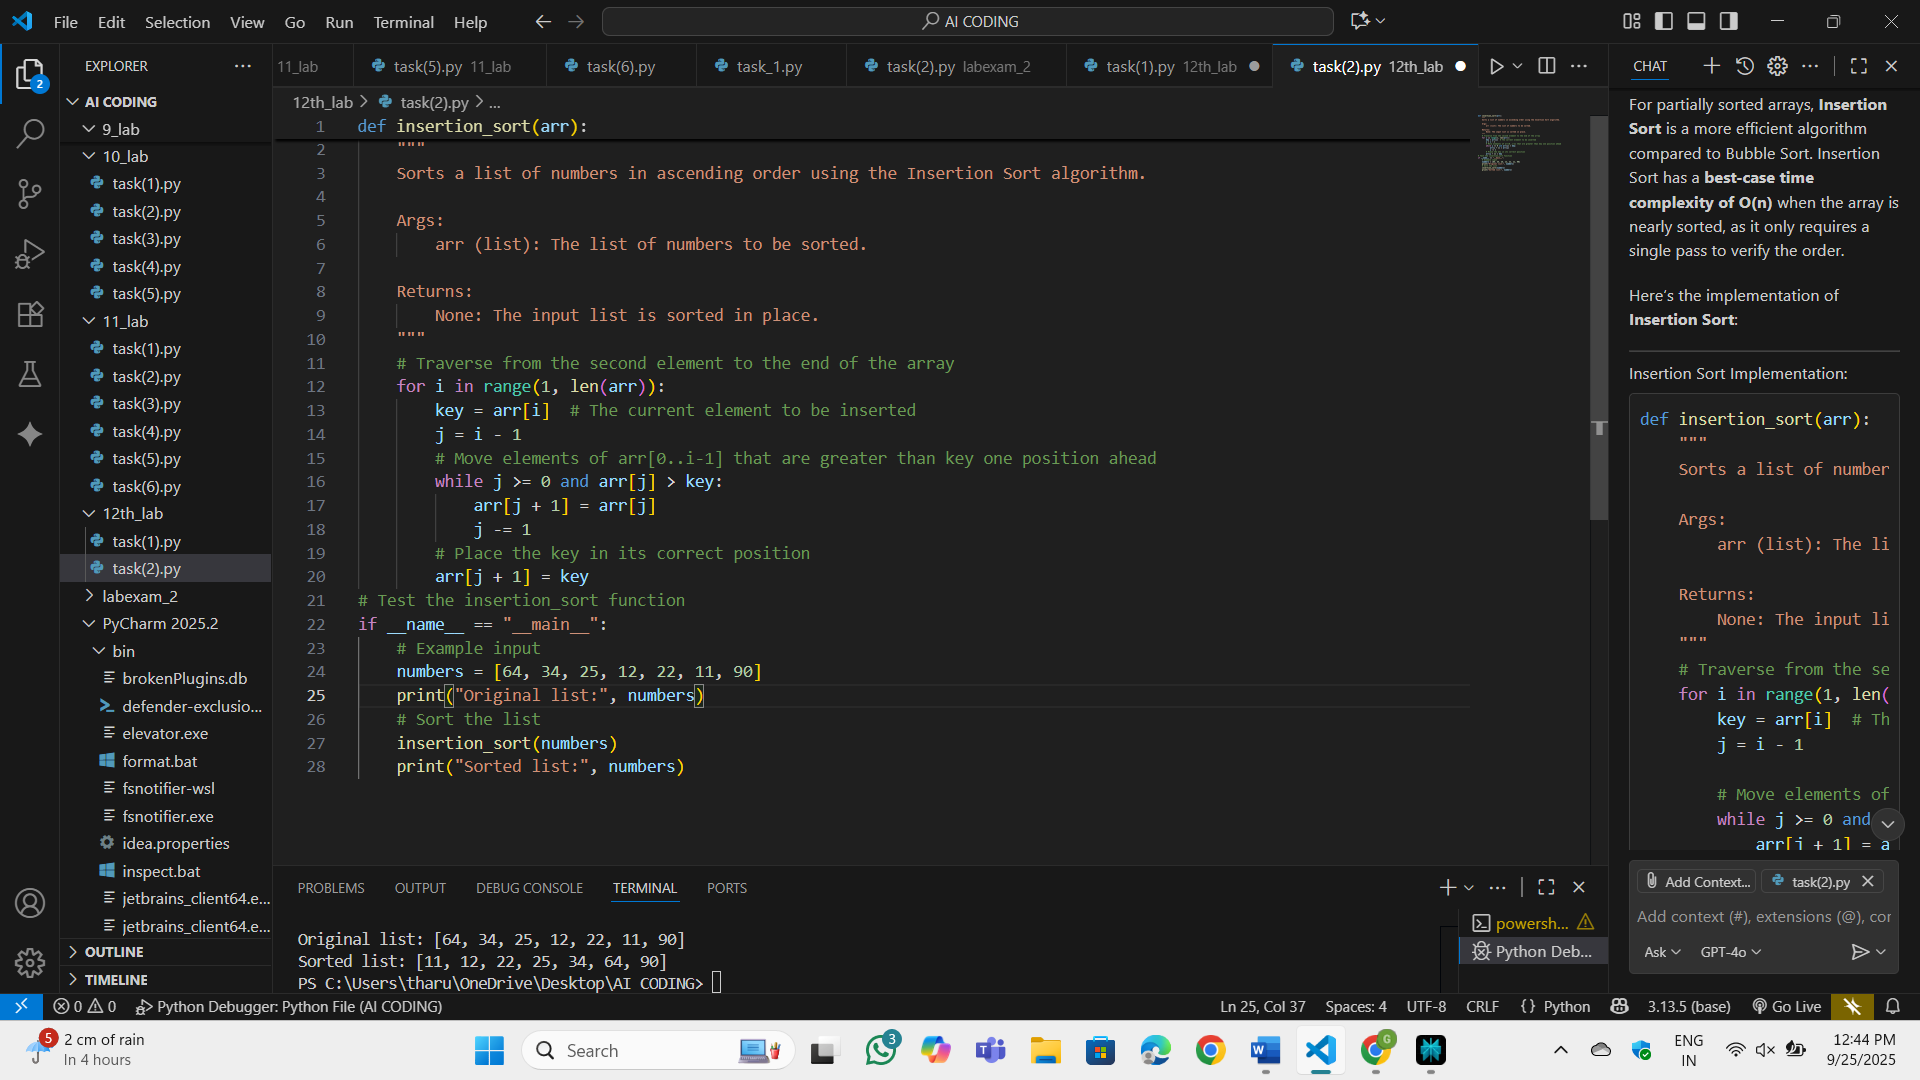 File Edit Selection View Go Run Terminal Help
AI CODING
EXPLORER
AI CODING
9_lab
10_lab
task(1).py
task(2).py
task(3).py
task(4).py
task(5).py
11_lab
task(1).py
task(2).py
task(3).py
task(4).py
task(5).py
task(6).py
12th_lab
task(1).py
task(2).py
labexam_2
PyCharm 2025.2
bin
brokenPlugins.db
defender-exclusio...
elevator.exe
format.bat
fsnotifier-wsl
fsnotifier.exe
idea.properties
inspect.bat
jetbrains_client64.e...
jetbrains_client64.e...
OUTLINE
TIMELINE
2
11_lab task(5).py 11_lab task(6).py task_1.py task(2).py labexam_2 task(1).py 12th_lab task(2).py 12th_lab
12th_lab > task(2).py > ...
1 def insertion_sort(arr):
2 """
3 Sorts a list of numbers in ascending order using the Insertion Sort algorithm.
4
5 Args:
6 arr (list): The list of numbers to be sorted.
7
8 Returns:
9 None: The input list is sorted in place.
10 """
11 # Traverse from the second element to the end of the array
12 for i in range(1, len(arr)):
13 key = arr[i]  # The current element to be inserted
14 j = i - 1
15 # Move elements of arr[0..i-1] that are greater than key one position ahead
16 while j >= 0 and arr[j] > key:
17 arr[j + 1] = arr[j]
18 j -= 1
19 # Place the key in its correct position
20 arr[j + 1] = key
21 # Test the insertion_sort function
22 if __name__ == "__main__":
23 # Example input
24 numbers = [64, 34, 25, 12, 22, 11, 90]
25 print("Original list:", numbers)
26 # Sort the list
27 insertion_sort(numbers)
28 print("Sorted list:", numbers)
PROBLEMS OUTPUT DEBUG CONSOLE TERMINAL PORTS
Original list: [64, 34, 25, 12, 22, 11, 90]
Sorted list: [11, 12, 22, 25, 34, 64, 90]
PS C:\Users\tharu\OneDrive\Desktop\AI CODING>
powersh...
Python Deb...
CHAT
For partially sorted arrays, Insertion
Sort is a more efficient algorithm
compared to Bubble Sort. Insertion
Sort has a best-case time
complexity of O(n) when the array is
nearly sorted, as it only requires a
single pass to verify the order.
Here's the implementation of
Insertion Sort:
Insertion Sort Implementation:
def insertion_sort(arr):
"""
Sorts a list of number
Args:
arr (list): The li
Returns:
None: The input li
"""
# Traverse from the se
for i in range(1, len(
key = arr[i]  # Th
j = i - 1
# Move elements of
while j >= 0 and
arr[j + 1] = a
Add Context... task(2).py
Add context (#), extensions (@), cor
Ask GPT-4o
0 0 Python Debugger: Python File (AI CODING)
Ln 25, Col 37 Spaces: 4 UTF-8 CRLF {} Python 3.13.5 (base) Go Live
5 2 cm of rain
In 4 hours
Search
3
G
ENG
IN
12:44 PM
9/25/2025